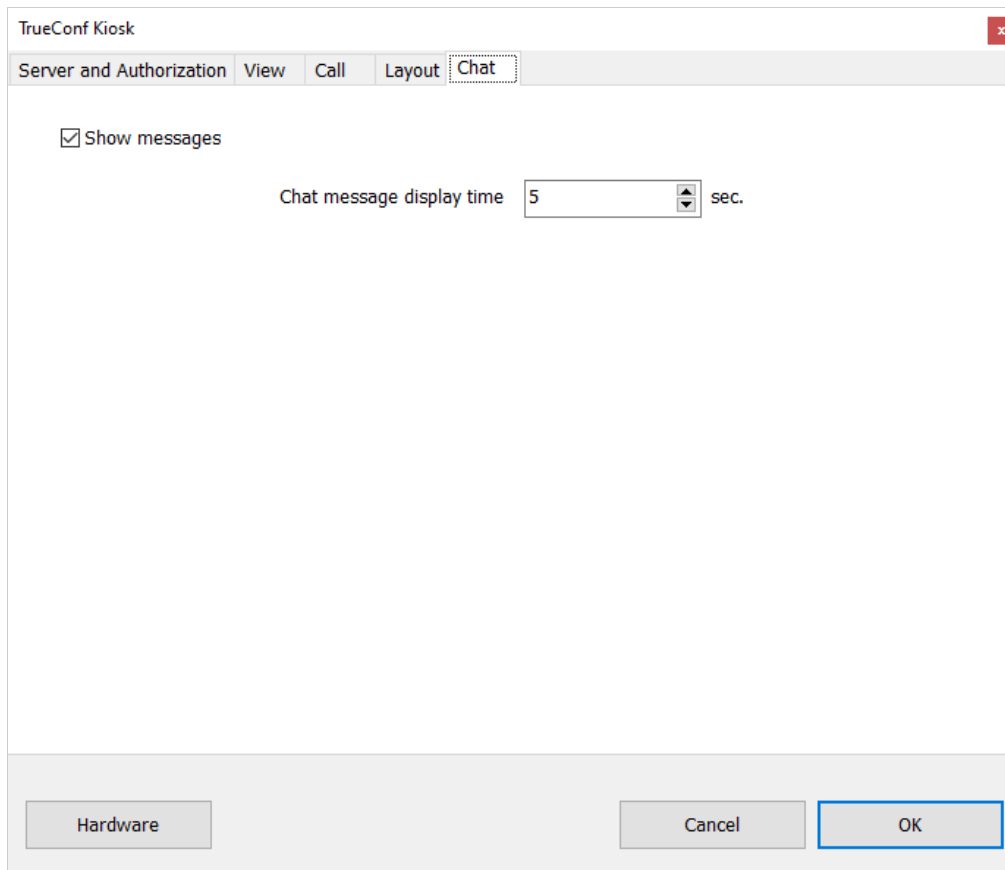 TrueConf Kiosk
x
Server and Authorization View Call Layout Chat
Show messages
Chat message display time 5 sec.
Hardware Cancel OK